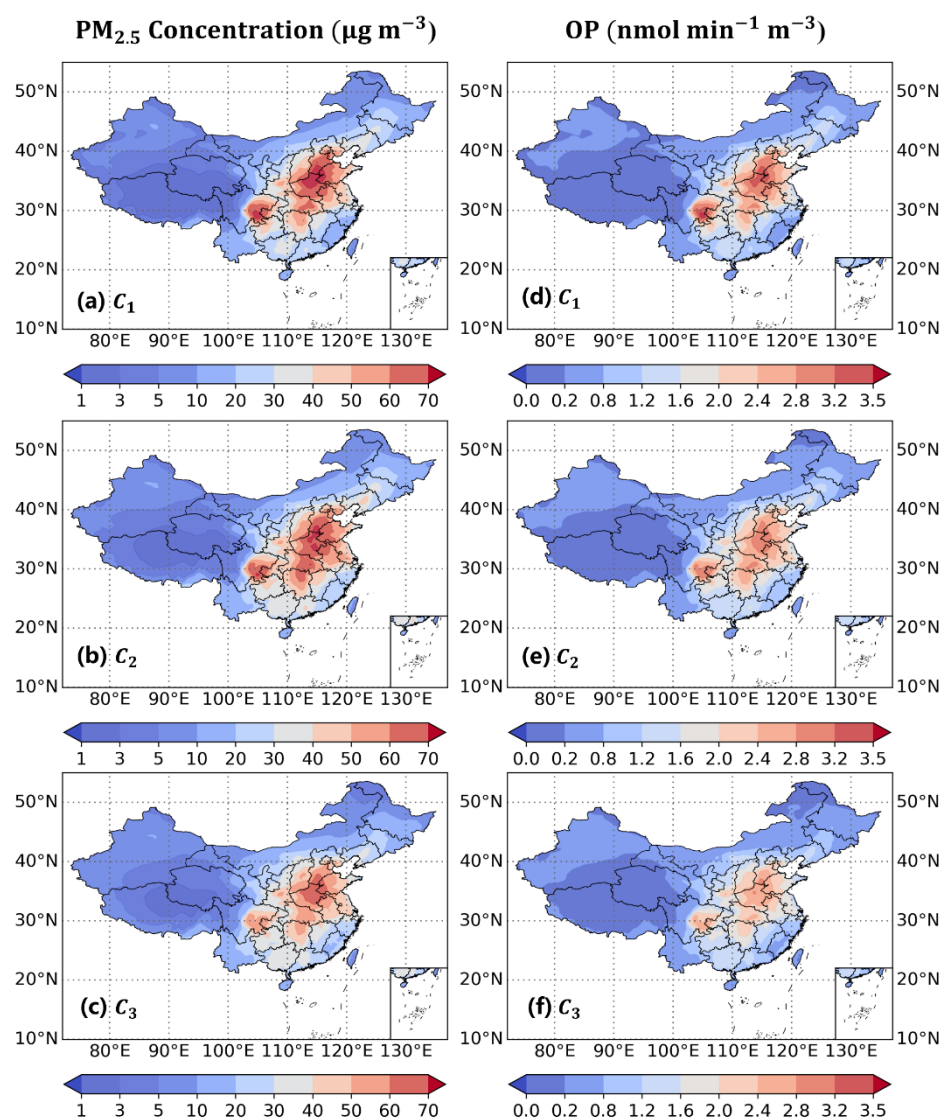 PM₂.₅ Concentration (μg m⁻³)
OP (nmol min⁻¹ m⁻³)
50°N
40°N
30°N
20°N
10°N
(a) C₁
80°E 90°E 100°E 110°E 120°E 130°E
1 3 5 10 20 30 40 50 60 70
(d) C₁
50°N
40°N
30°N
20°N
10°N
80°E 90°E 100°E 110°E 120°E 130°E
0.0 0.2 0.8 1.2 1.6 2.0 2.4 2.8 3.2 3.5
50°N
40°N
30°N
20°N
10°N
(b) C₂
80°E 90°E 100°E 110°E 120°E 130°E
1 3 5 10 20 30 40 50 60 70
(e) C₂
50°N
40°N
30°N
20°N
10°N
80°E 90°E 100°E 110°E 120°E 130°E
0.0 0.2 0.8 1.2 1.6 2.0 2.4 2.8 3.2 3.5
50°N
40°N
30°N
20°N
10°N
(c) C₃
80°E 90°E 100°E 110°E 120°E 130°E
1 3 5 10 20 30 40 50 60 70
(f) C₃
50°N
40°N
30°N
20°N
10°N
80°E 90°E 100°E 110°E 120°E 130°E
0.0 0.2 0.8 1.2 1.6 2.0 2.4 2.8 3.2 3.5